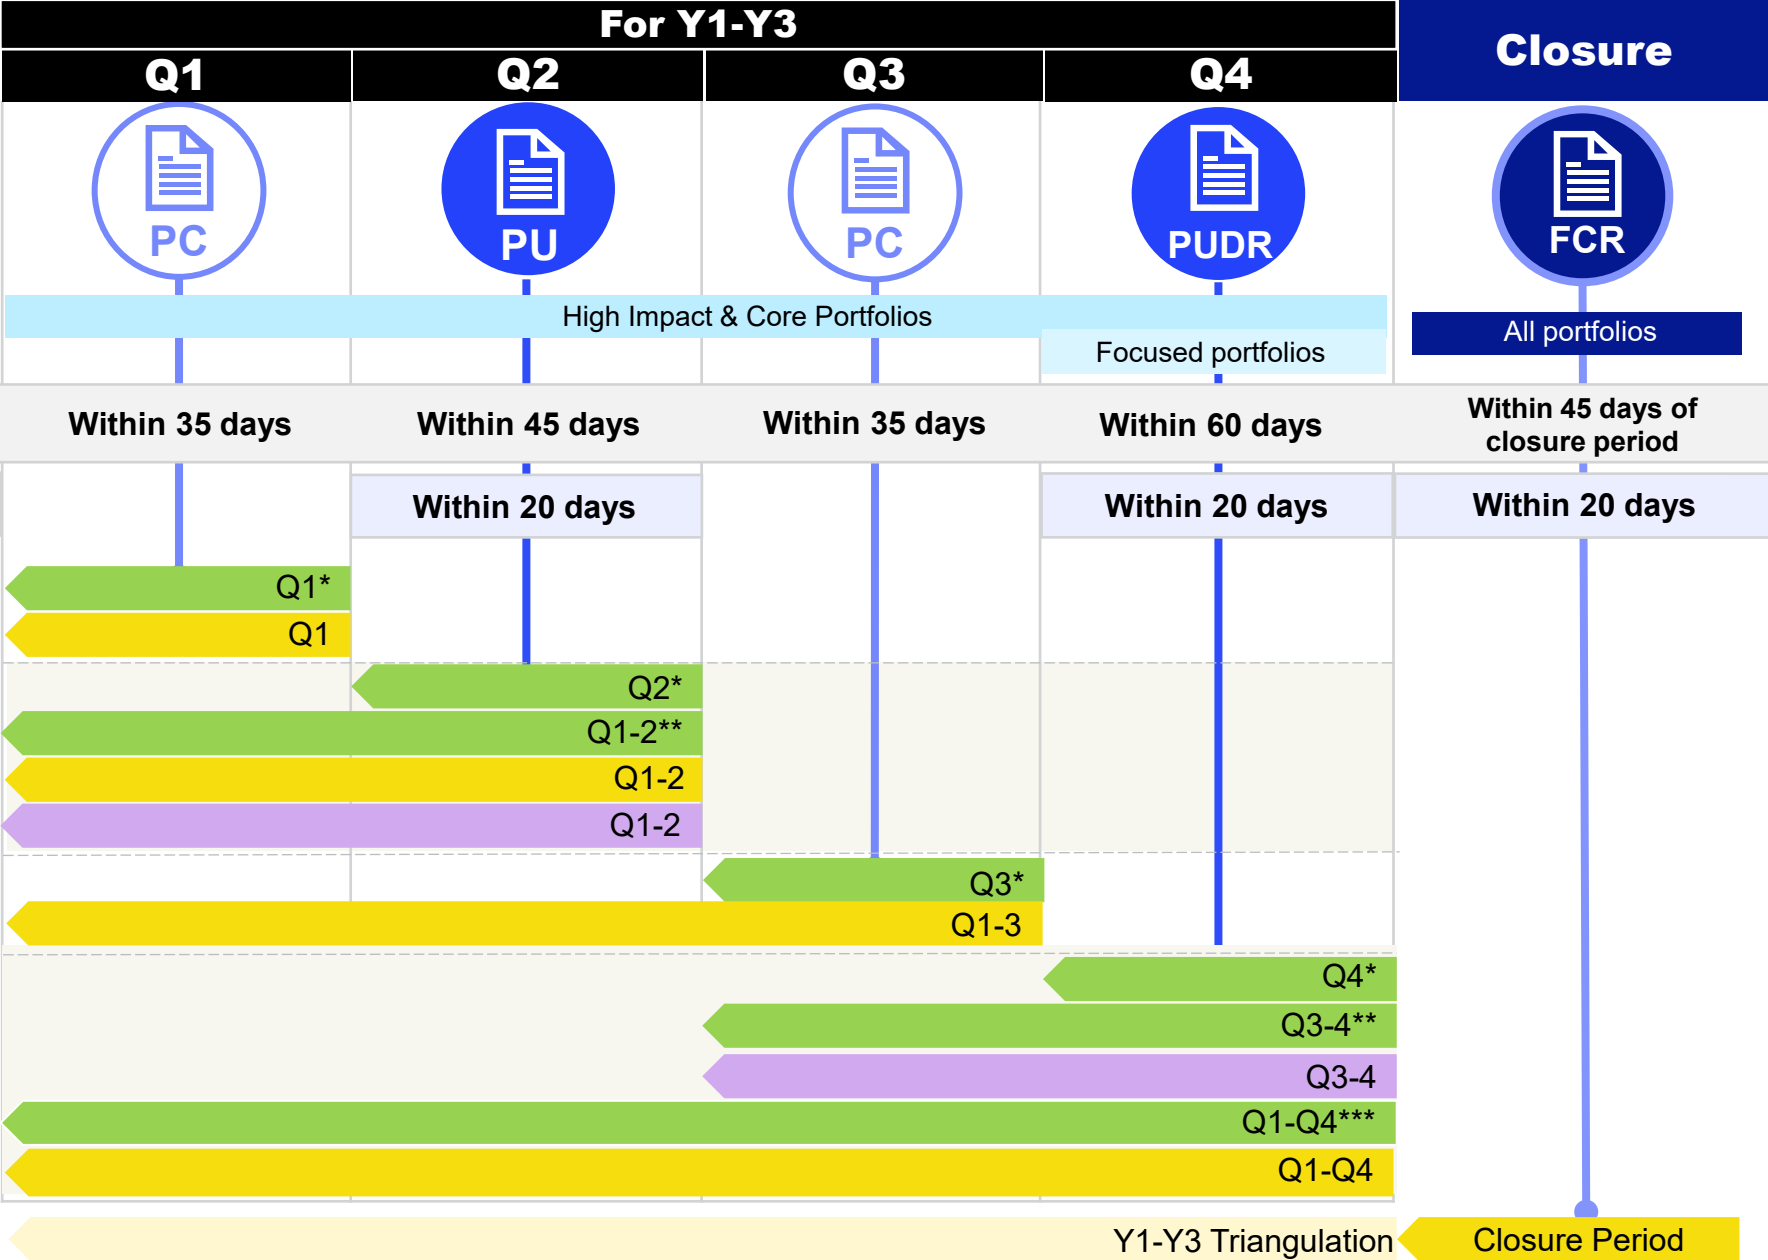 For Y1-Y3
Closure
Q1
Q2
Q3
Q4
PC
PU
PC
PUDR
FCR
High Impact & Core Portfolios
All portfolios
Focused portfolios
Within 35 days
Within 45 days
Within 35 days
Within 60 days
Within 45 days of
closure period
Within 20 days
Within 20 days
Within 20 days
Q1*
Q1
Q2*
Q1-2**
Q1-2
Q1-2
Q3*
Q1-3
Q4*
Q3-4**
Q3-4
Q1-Q4***
Q1-Q4
Y1-Y3 Triangulation
Closure Period